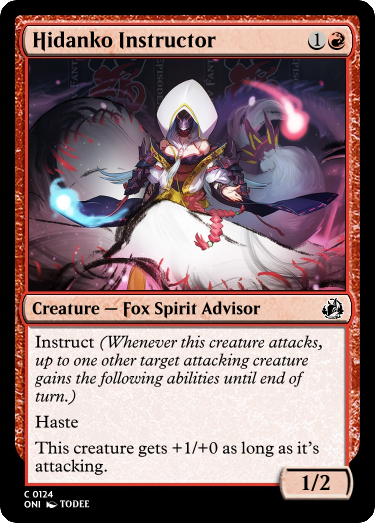 Hidanko Instructor
1
Creature — Fox Spirit Advisor
Instruct (Whenever this creature attacks,
up to one other target attacking creature
gains the following abilities until end of
turn.)
Haste
This creature gets +1/+0 as long as it's
attacking.
1/2
C 0124
ONI TODEE